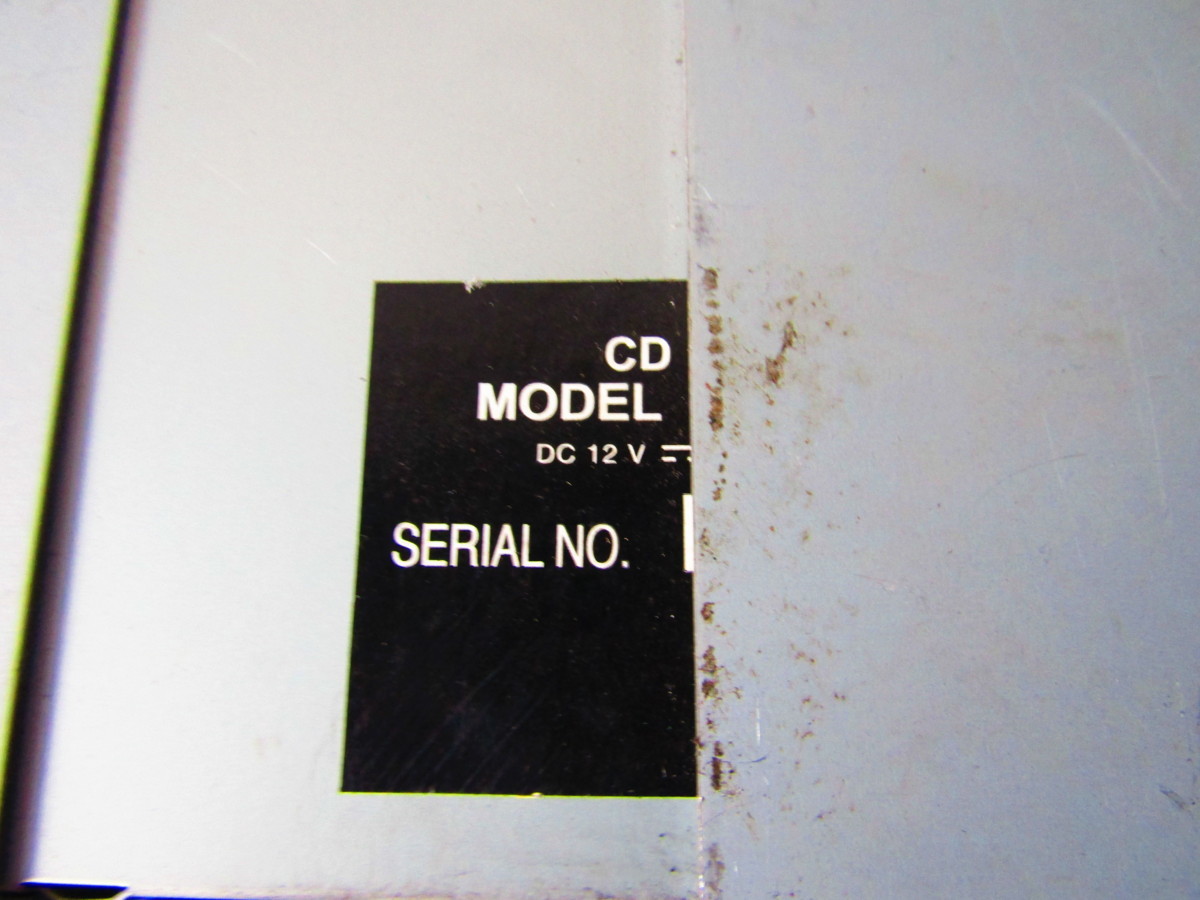 CD
MODEL
DC 12 V ⎓
SERIAL NO.